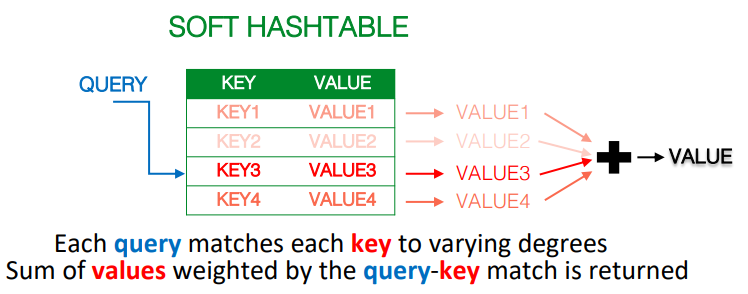 SOFT HASHTABLE
QUERY
KEY VALUE
KEY1 VALUE1 VALUE1
KEY2 VALUE2 VALUE2
KEY3 VALUE3 VALUE3
KEY4 VALUE4 VALUE4
VALUE
Each query matches each key to varying degrees
Sum of values weighted by the query-key match is returned